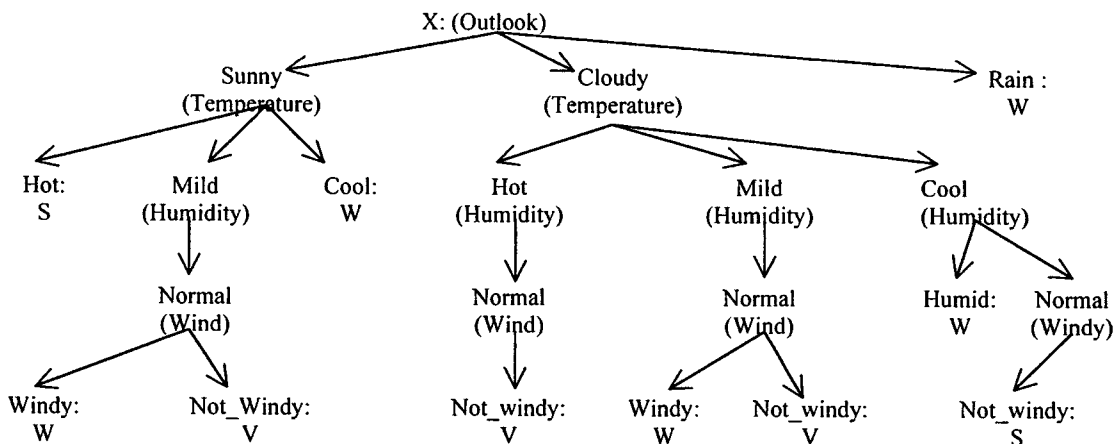 X: (Outlook)
Sunny
(Temperature)
Cloudy
(Temperature)
Rain :
W
Hot:
S
Mild
(Humidity)
Cool:
W
Hot
(Humidity)
Mild
(Humidity)
Cool
(Humidity)
Normal
(Wind)
Normal
(Wind)
Normal
(Wind)
Humid:
W
Normal
(Windy)
Windy:
W
Not_Windy:
V
Not_windy:
V
Windy:
W
Not_windy:
V
Not_windy:
S